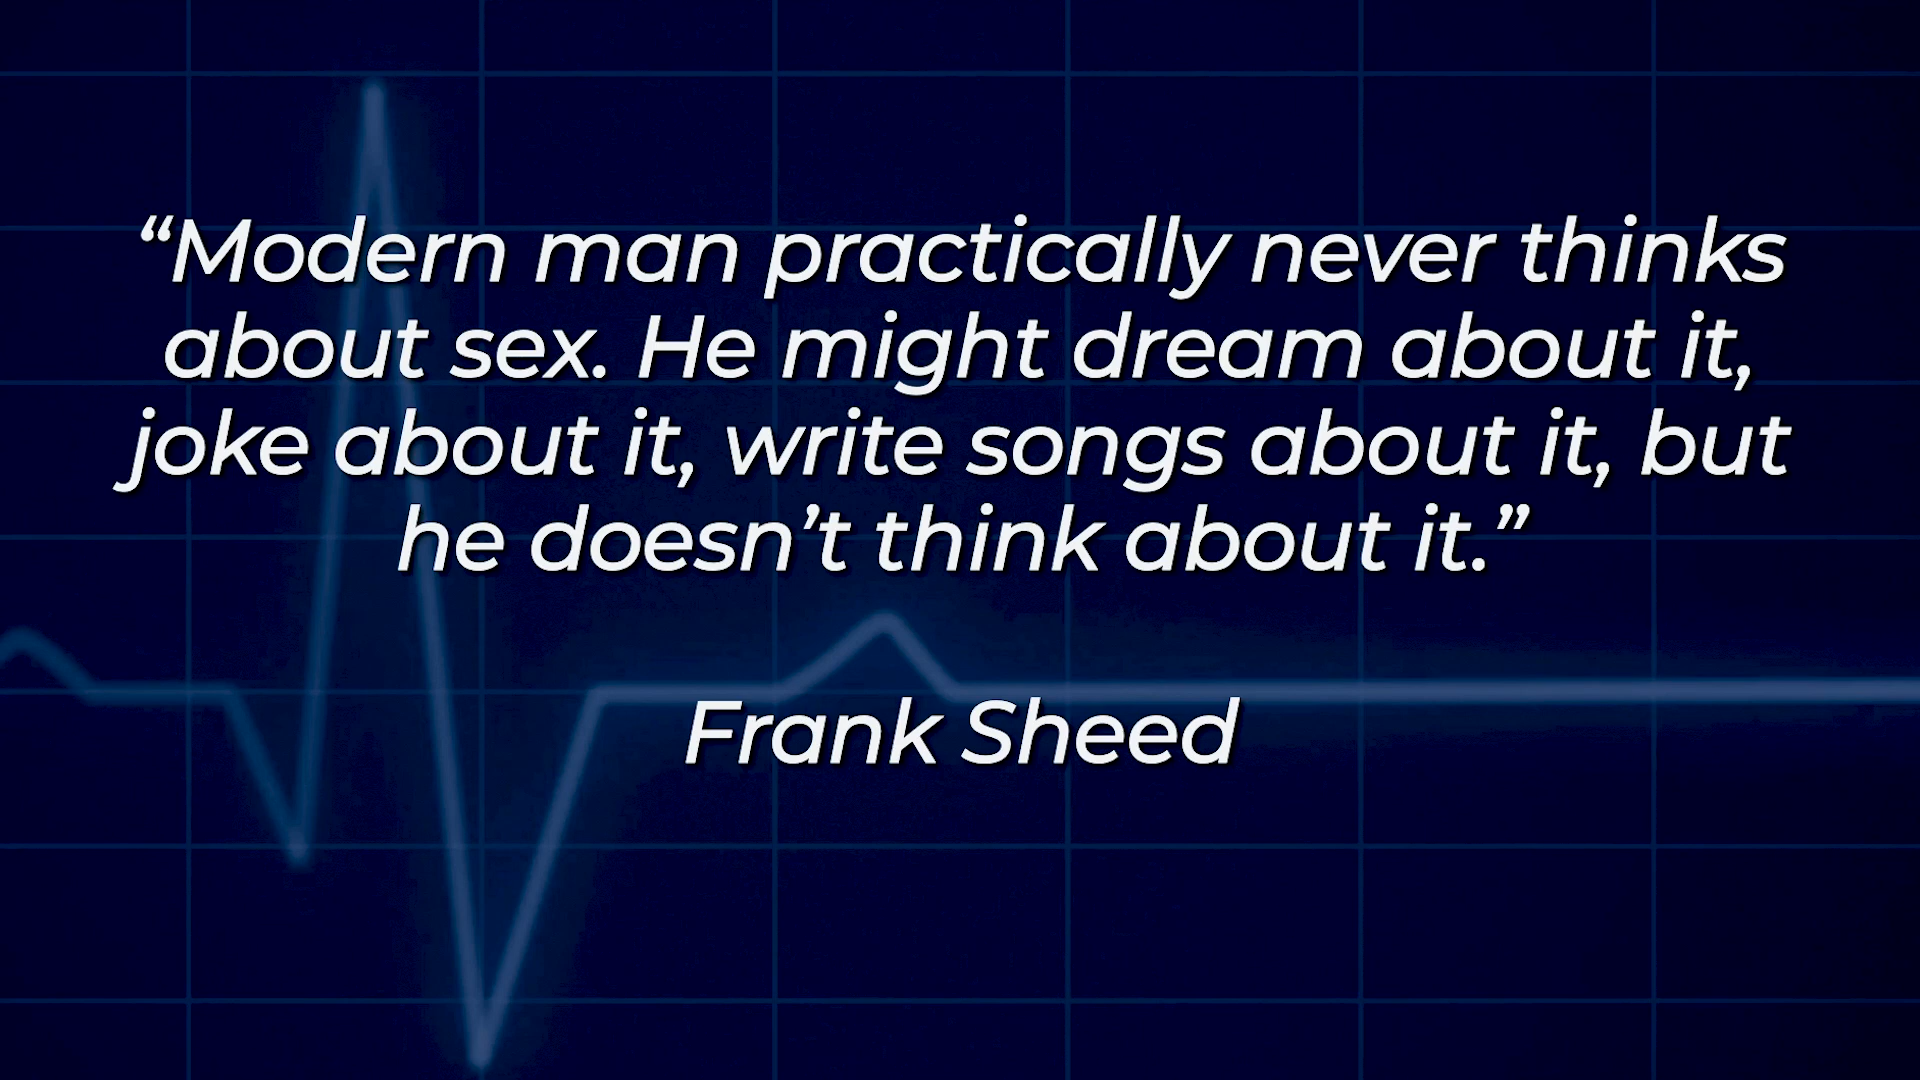 “Modern man practically never thinks
about sex. He might dream about it,
joke about it, write songs about it, but
he doesn’t think about it.”
Frank Sheed